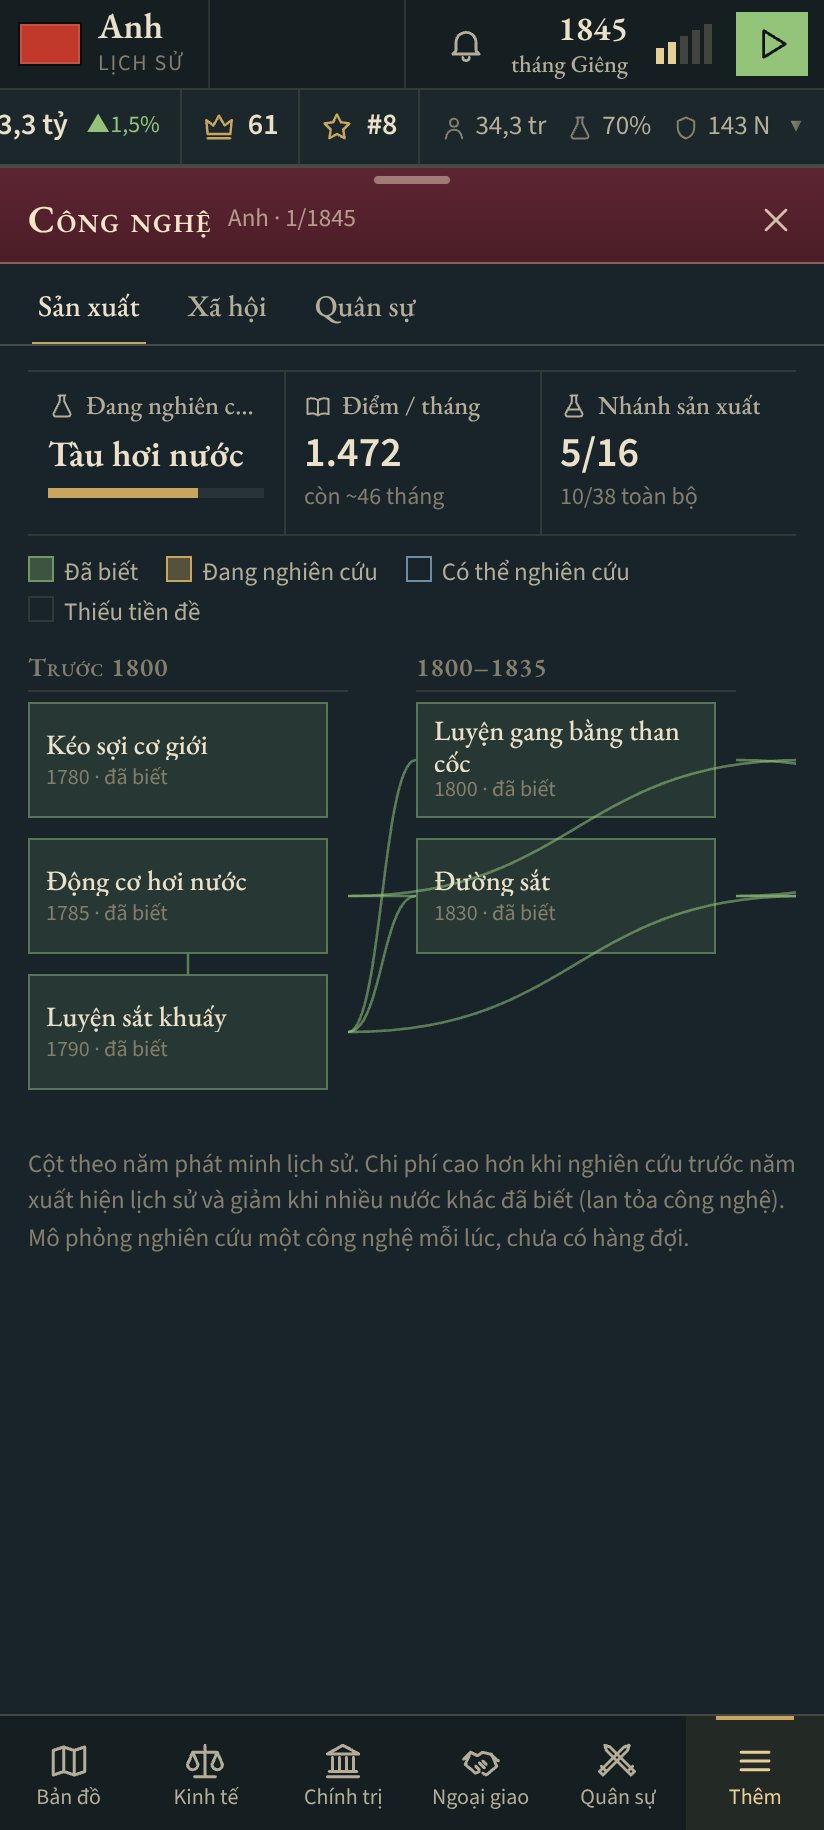 Anh
LỊCH SỬ
1845
tháng Giêng
3,3 tỷ ▲1,5% 61 #8 34,3 tr 70% 143 N ▼
Công nghệ Anh · 1/1845
Sản xuất Xã hội Quân sự
Đang nghiên c... Điểm / tháng Nhánh sản xuất
Tàu hơi nước 1.472 5/16
còn ~46 tháng 10/38 toàn bộ
Đã biết Đang nghiên cứu Có thể nghiên cứu
Thiếu tiền đề
Trước 1800 1800–1835
Kéo sợi cơ giới
1780 · đã biết
Luyện gang bằng than
cốc
1800 · đã biết
Động cơ hơi nước
1785 · đã biết
Đường sắt
1830 · đã biết
Luyện sắt khuấy
1790 · đã biết
Cột theo năm phát minh lịch sử. Chi phí cao hơn khi nghiên cứu trước năm
xuất hiện lịch sử và giảm khi nhiều nước khác đã biết (lan tỏa công nghệ).
Mô phỏng nghiên cứu một công nghệ mỗi lúc, chưa có hàng đợi.
Bản đồ Kinh tế Chính trị Ngoại giao Quân sự Thêm